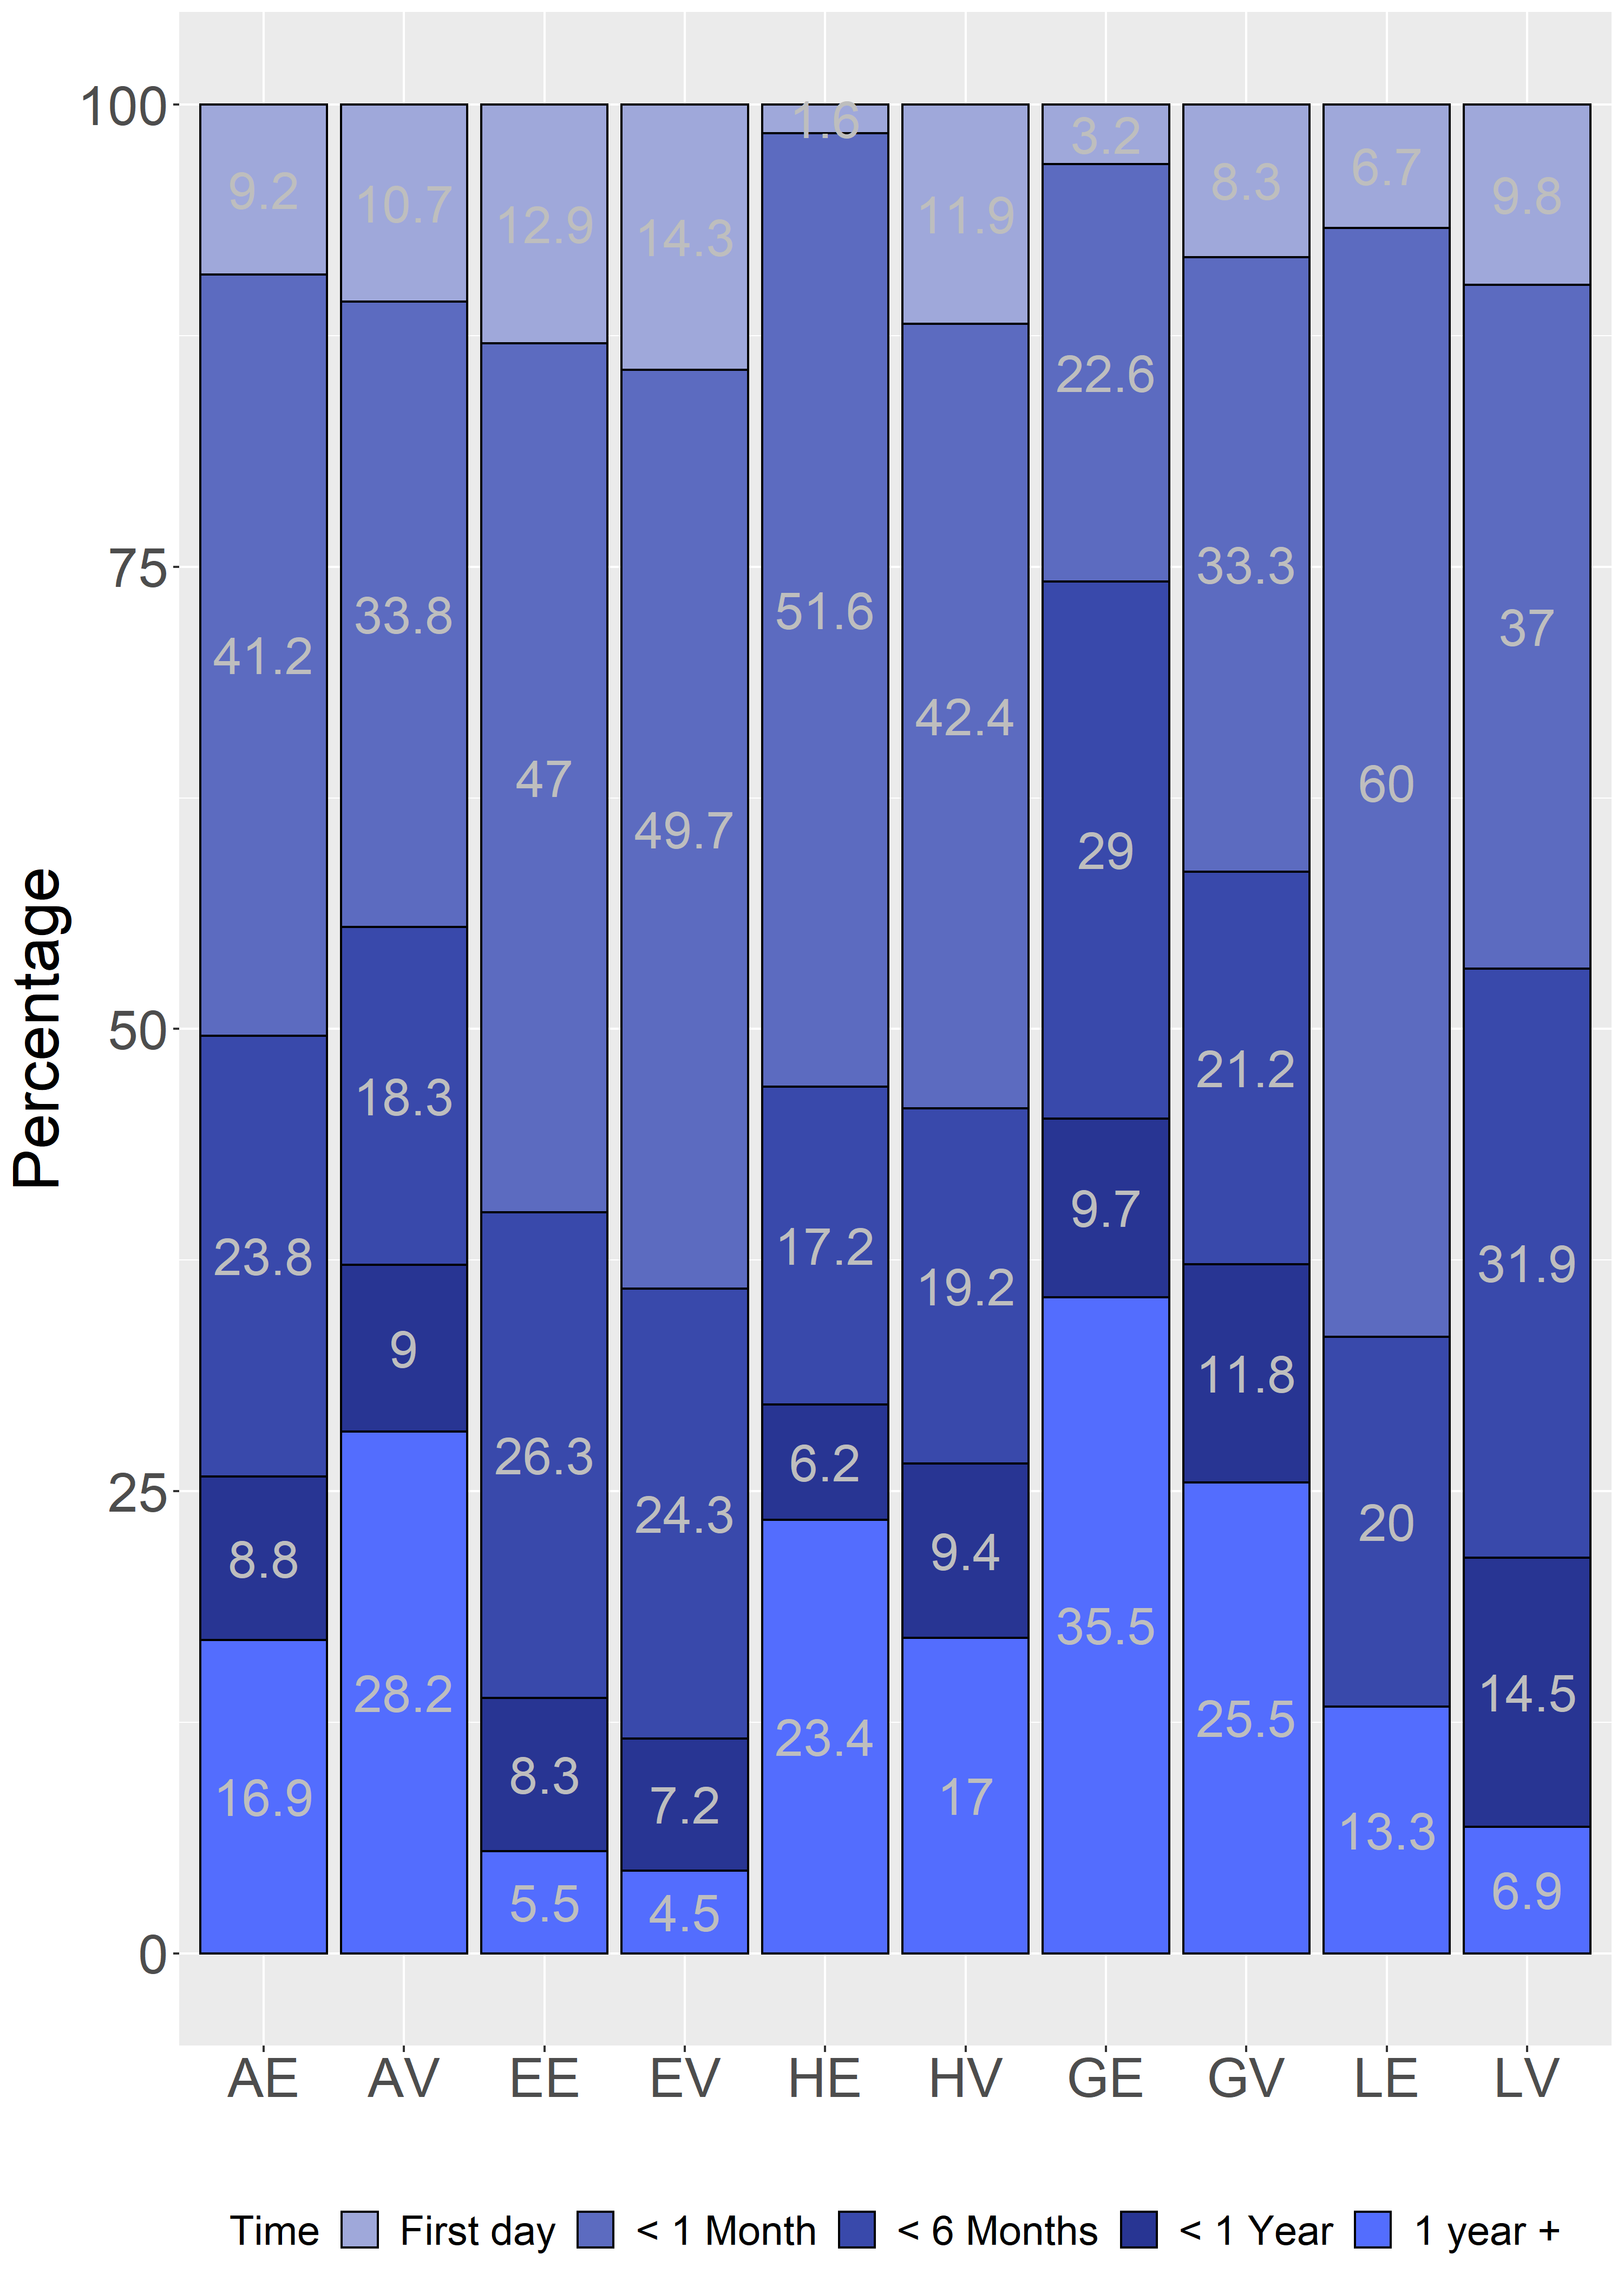 Percentage
100
75
50
25
0
9.2 10.7 12.9 14.3 1.6 11.9 3.2 8.3 6.7 9.8
41.2 33.8 47 49.7 51.6 42.4 22.6 33.3 60 37
23.8 18.3 26.3 24.3 17.2 19.2 29 21.2 20 31.9
8.8 9 8.3 7.2 6.2 9.4 9.7 11.8 14.5
16.9 28.2 5.5 4.5 23.4 17 35.5 25.5 13.3 6.9
AE AV EE EV HE HV GE GV LE LV
Time First day < 1 Month < 6 Months < 1 Year 1 year +